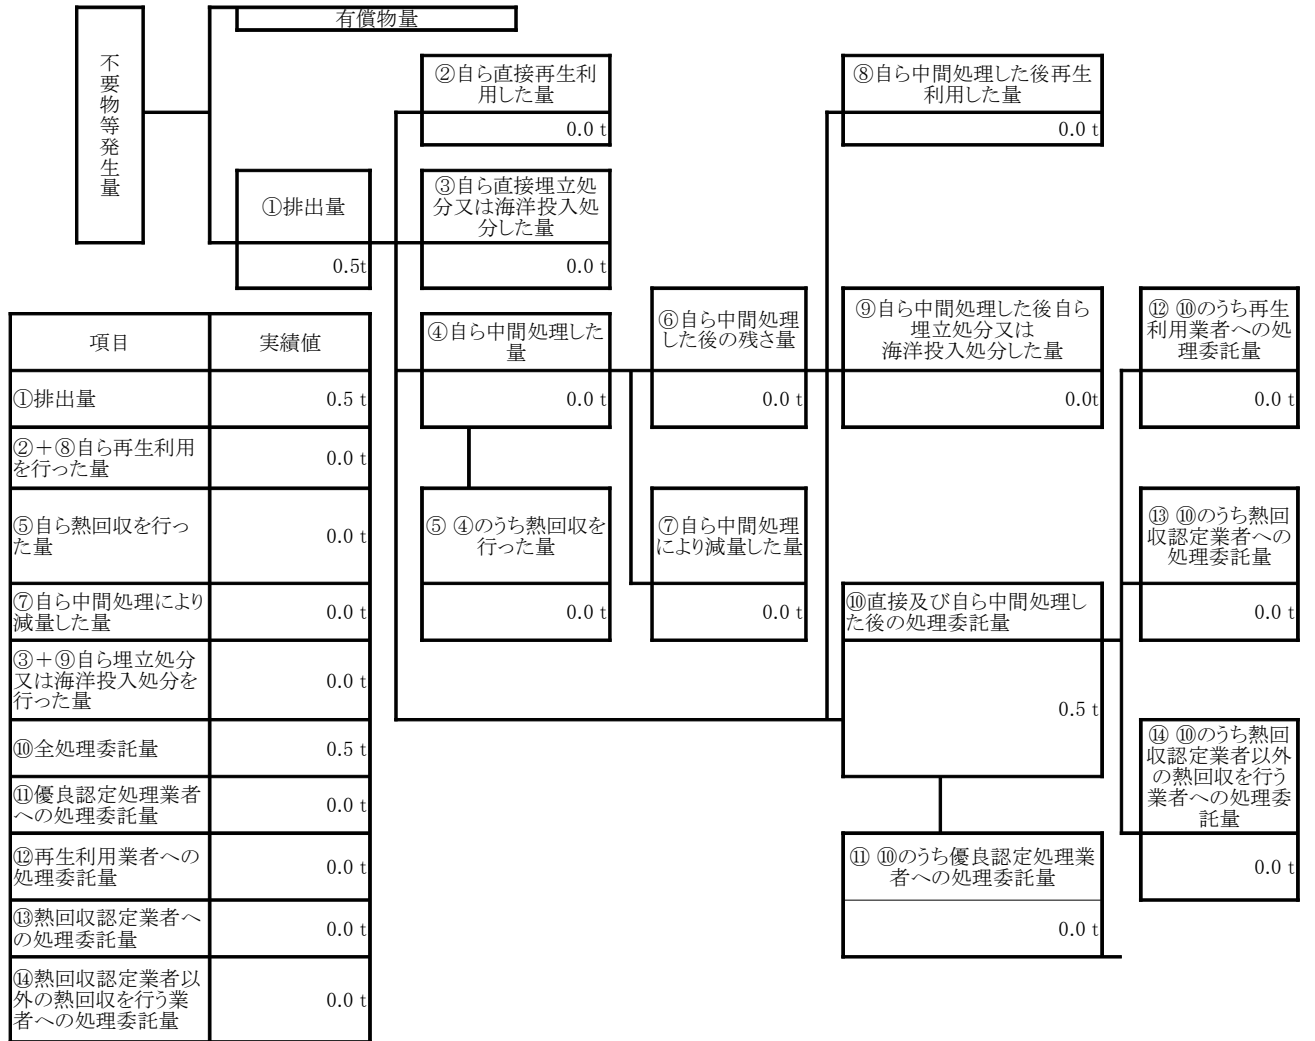 有償物量
不要物等発生量
②自ら直接再生利
用した量
0.0 t
⑧自ら中間処理した後再生
利用した量
0.0 t
①排出量
0.5t
③自ら直接埋立処
分又は海洋投入処
分した量
0.0 t
④自ら中間処理した
量
0.0 t
⑥自ら中間処理
した後の残さ量
0.0 t
⑨自ら中間処理した後自ら
埋立処分又は
海洋投入処分した量
0.0t
⑫ ⑩のうち再生
利用業者への処
理委託量
0.0 t
⑤ ④のうち熱回収を
行った量
0.0 t
⑦自ら中間処理
により減量した量
0.0 t
⑩直接及び自ら中間処理し
た後の処理委託量
0.5 t
⑬ ⑩のうち熱回
収認定業者への
処理委託量
0.0 t
⑭ ⑩のうち熱回
収認定業者以外
の熱回収を行う
業者への処理委
託量
0.0 t
⑪ ⑩のうち優良認定処理業
者への処理委託量
0.0 t
項目
実績値
①排出量
0.5 t
②＋⑧自ら再生利用
を行った量
0.0 t
⑤自ら熱回収を行っ
た量
0.0 t
⑦自ら中間処理により
減量した量
0.0 t
③＋⑨自ら埋立処分
又は海洋投入処分を
行った量
0.0 t
⑩全処理委託量
0.5 t
⑪優良認定処理業者
への処理委託量
0.0 t
⑫再生利用業者への
処理委託量
0.0 t
⑬熱回収認定業者へ
の処理委託量
0.0 t
⑭熱回収認定業者以
外の熱回収を行う業
者への処理委託量
0.0 t